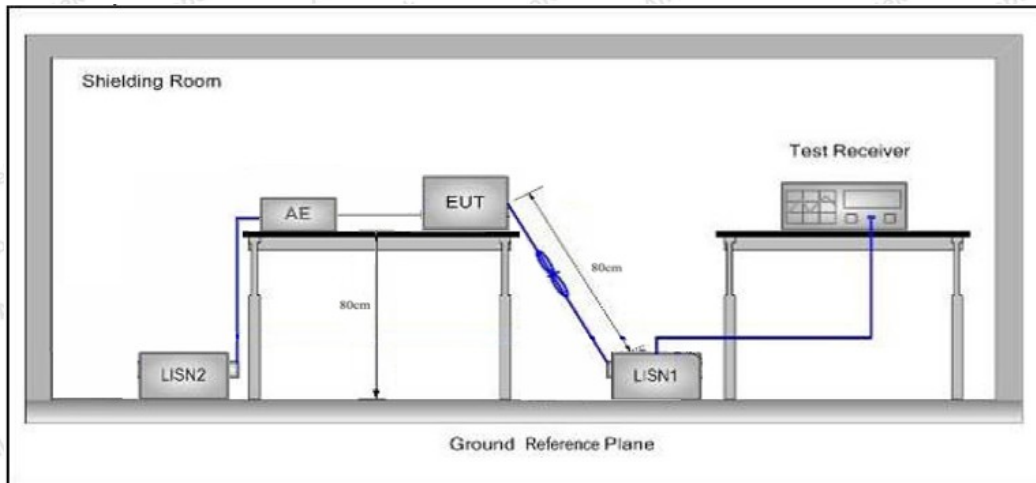 Shielding Room
Test Receiver
AE
EUT
80cm
80cm
LISN2
LISN1
Ground Reference Plane